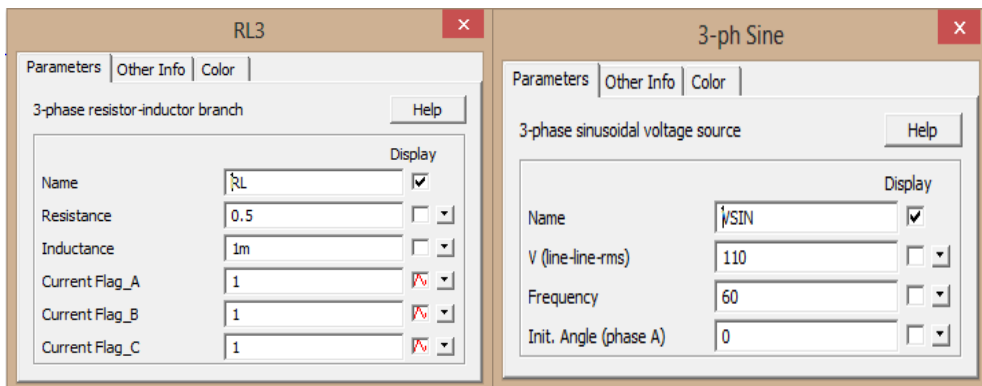 RL3
Parameters Other Info Color
3-phase resistor-inductor branch Help
Display
Name RL
Resistance 0.5
Inductance 1m
Current Flag_A 1
Current Flag_B 1
Current Flag_C 1
3-ph Sine
Parameters Other Info Color
3-phase sinusoidal voltage source Help
Display
Name VSIN
V (line-line-rms) 110
Frequency 60
Init. Angle (phase A) 0